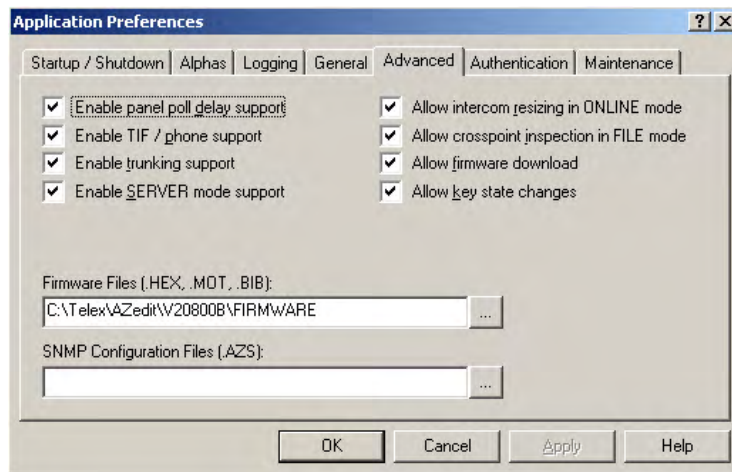 Application Preferences
Startup / Shutdown Alphas Logging General Advanced Authentication Maintenance
Enable panel poll delay support Allow intercom resizing in ONLINE mode
Enable TIF / phone support Allow crosspoint inspection in FILE mode
Enable trunking support Allow firmware download
Enable SERVER mode support Allow key state changes
Firmware Files (.HEX, .MOT, .BIB):
C:\Telex\AZedit\V20800B\FIRMWARE ...
SNMP Configuration Files (.AZS):
...
OK Cancel Apply Help